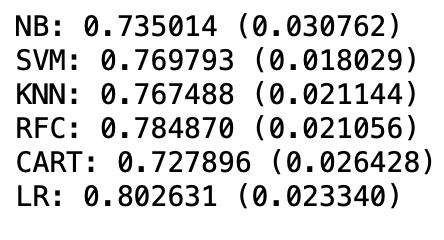 NB: 0.735014 (0.030762)
SVM: 0.769793 (0.018029)
KNN: 0.767488 (0.021144)
RFC: 0.784870 (0.021056)
CART: 0.727896 (0.026428)
LR: 0.802631 (0.023340)